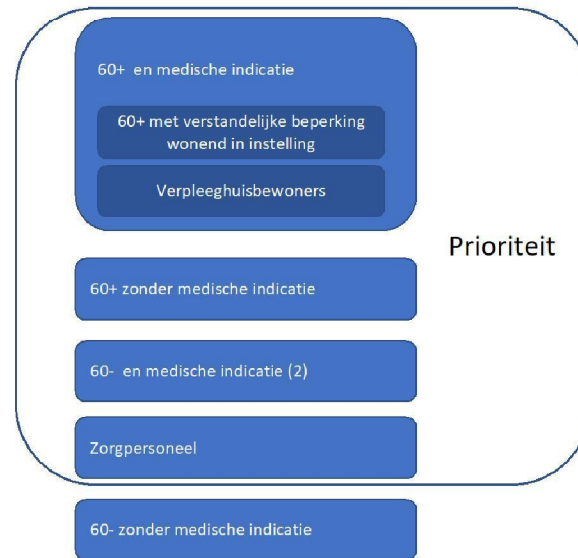 60+ en medische indicatie
60+ met verstandelijke beperking
wonend in instelling
Verpleeghuisbewoners
Prioriteit
60+ zonder medische indicatie
60- en medische indicatie (2)
Zorgpersoneel
60- zonder medische indicatie